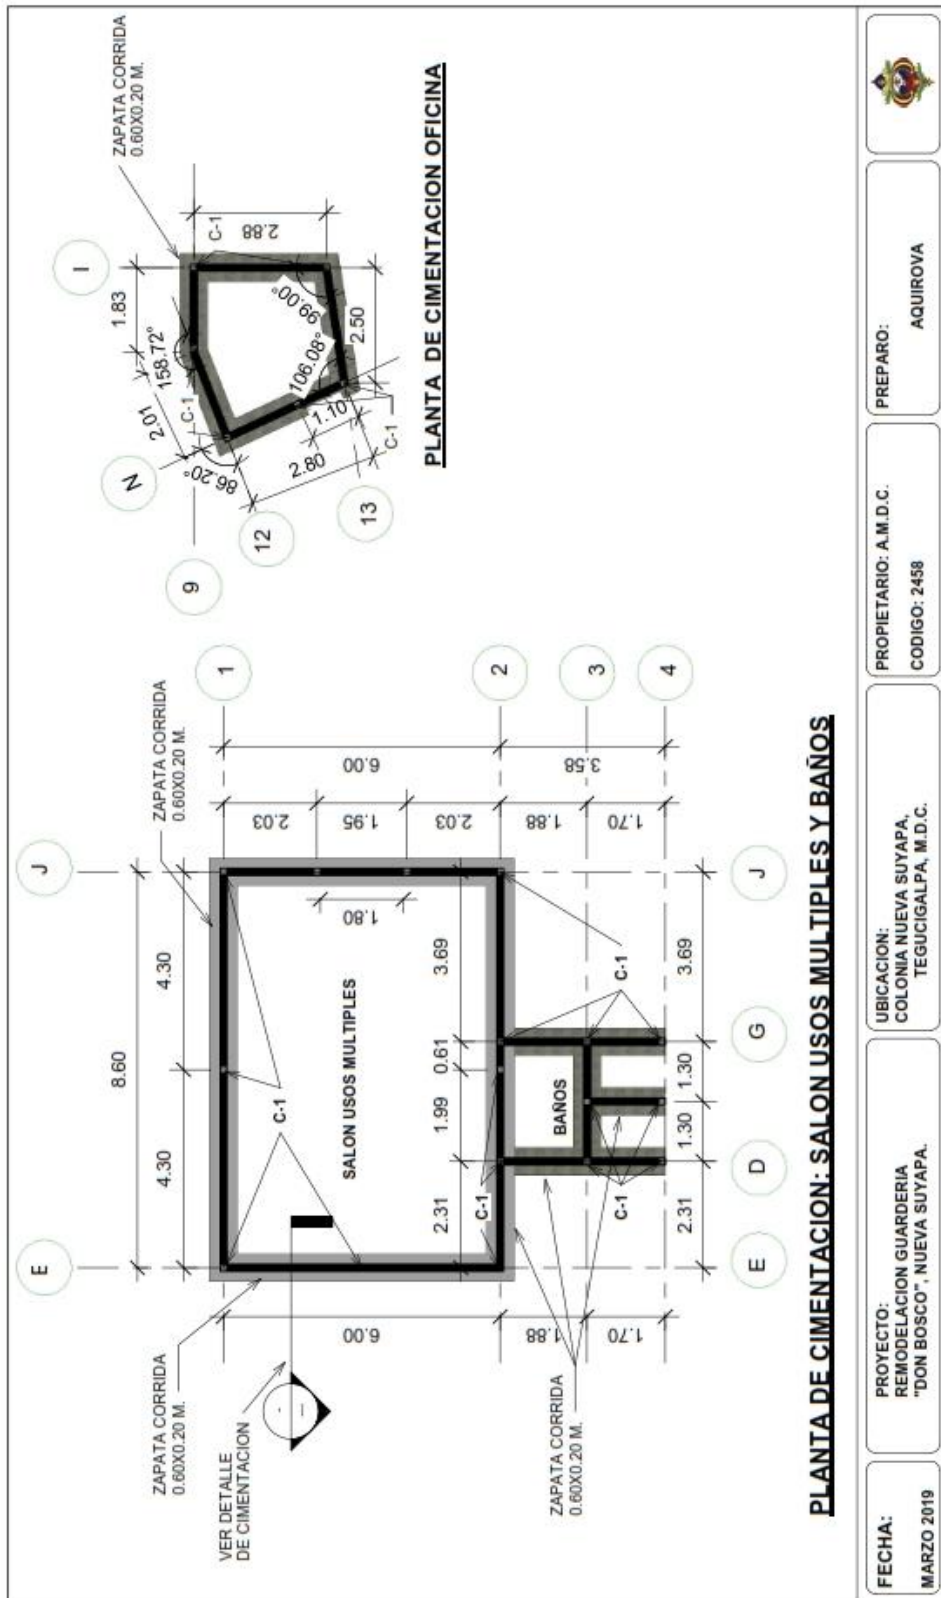 E
J
8.60
4.30
4.30
ZAPATA CORRIDA
0.60X0.20 M.
ZAPATA CORRIDA
0.60X0.20 M.
VER DETALLE
DE CIMENTACION
C-1
SALON USOS MULTIPLES
1.80
6.00
1.88
1.70
2.03
1.95
2.03
1.88
1.70
6.00
3.58
1
2
3
4
2.31
1.99
0.61
3.69
C-1
BAÑOS
C-1
C-1
ZAPATA CORRIDA
0.60X0.20 M.
2.31
1.30
1.30
3.69
E
D
G
J
PLANTA DE CIMENTACION: SALON USOS MULTIPLES Y BAÑOS
ZAPATA CORRIDA
0.60X0.20 M.
I
N
9
12
13
1.83
2.01
158.72°
C-1
C-1
86.20°
2.88
99.00°
106.08°
2.50
1.10
2.80
C-1
PLANTA DE CIMENTACION OFICINA
FECHA:
MARZO 2019
PROYECTO:
REMODELACION GUARDERIA
"DON BOSCO", NUEVA SUYAPA.
UBICACION:
COLONIA NUEVA SUYAPA,
TEGUCIGALPA, M.D.C.
PROPIETARIO: A.M.D.C.
CODIGO: 2458
PREPARO:
AQUIROVA